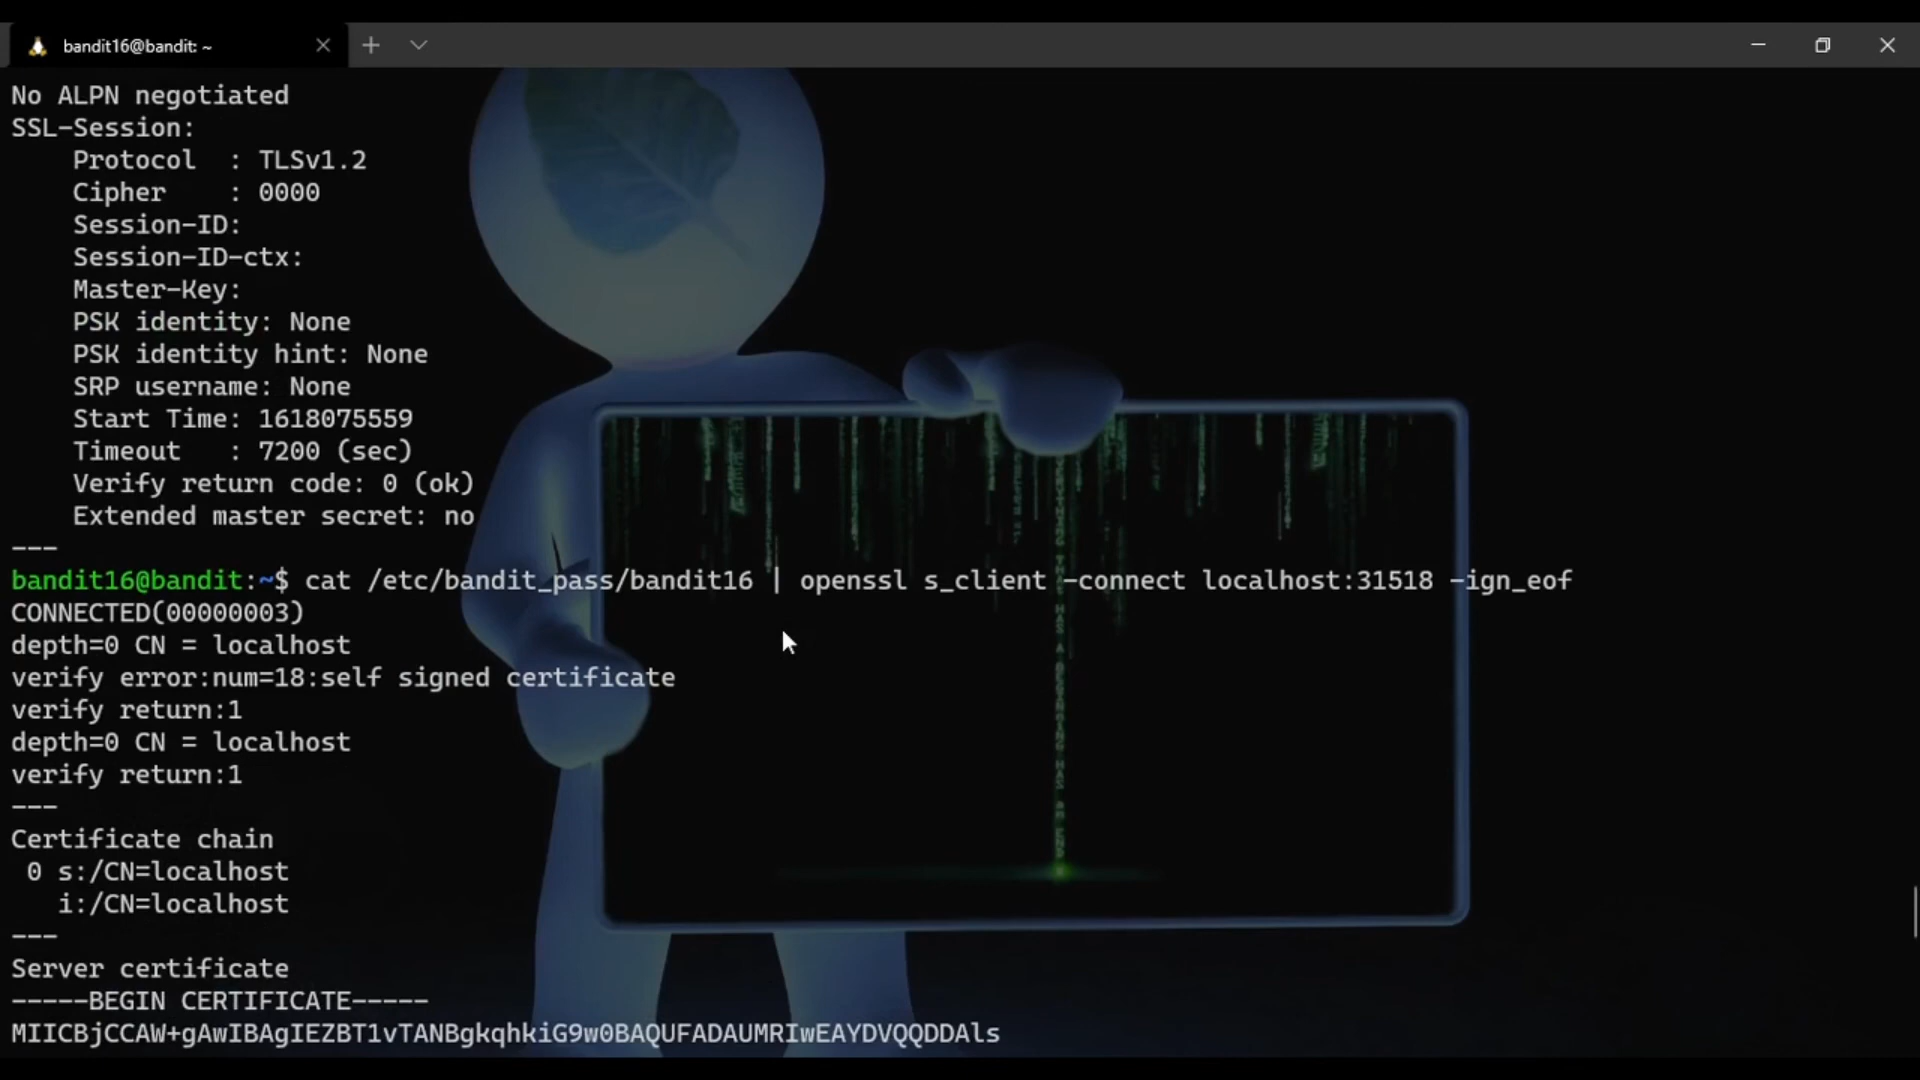 bandit16@bandit: ~
No ALPN negotiated
SSL-Session:
    Protocol  : TLSv1.2
    Cipher    : 0000
    Session-ID:
    Session-ID-ctx:
    Master-Key:
    PSK identity: None
    PSK identity hint: None
    SRP username: None
    Start Time: 1618075559
    Timeout   : 7200 (sec)
    Verify return code: 0 (ok)
    Extended master secret: no
---
bandit16@bandit:~$ cat /etc/bandit_pass/bandit16 | openssl s_client -connect localhost:31518 -ign_eof
CONNECTED(00000003)
depth=0 CN = localhost
verify error:num=18:self signed certificate
verify return:1
depth=0 CN = localhost
verify return:1
---
Certificate chain
 0 s:/CN=localhost
   i:/CN=localhost
---
Server certificate
-----BEGIN CERTIFICATE-----
MIICBjCCAW+gAwIBAgIEZBT1vTANBgkqhkiG9w0BAQUFADAUMRIwEAYDVQQDDAls